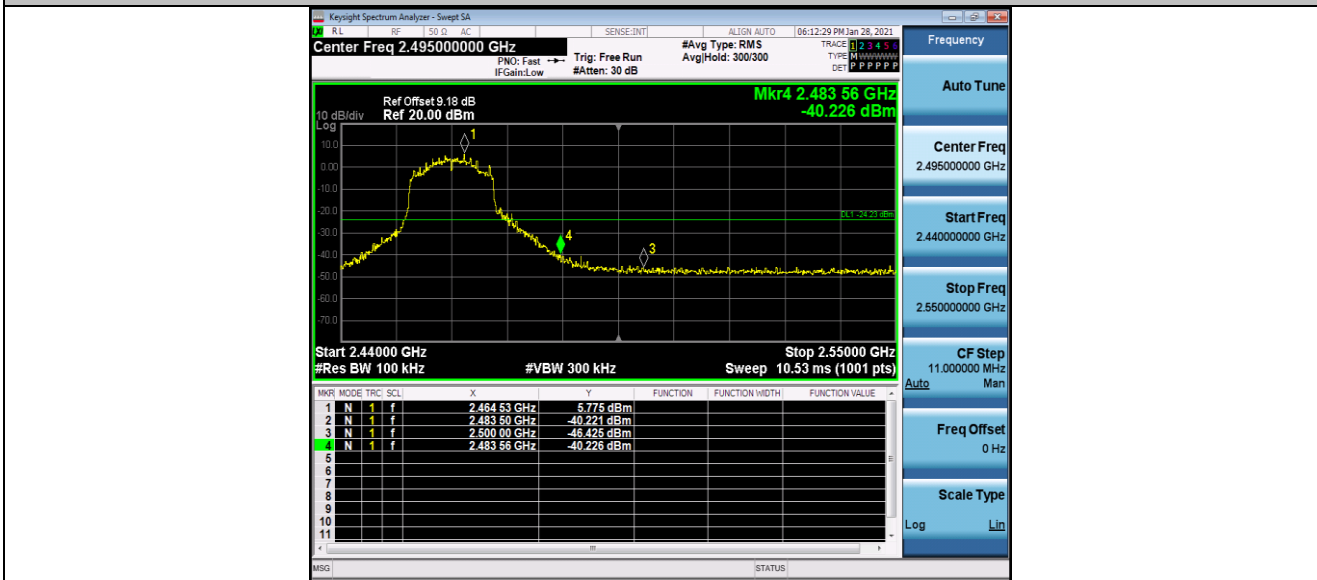 Keysight Spectrum Analyzer - Swept SA
RL RF 50 Ω AC SENSE:INT ALIGN AUTO 06:12:29 PM Jan 28, 2021
Center Freq 2.495000000 GHz
PNO: Fast
IFGain:Low
Trig: Free Run
#Atten: 30 dB
#Avg Type: RMS
Avg|Hold: 300/300
TRACE 1 2 3 4 5 6
TYPE M WWWWW
DET P P P P P P
Mkr4 2.483 56 GHz
-40.226 dBm
Ref Offset 9.18 dB
10 dB/div Ref 20.00 dBm
Log
10.0
0.00
-10.0
-20.0
-30.0
-40.0
-50.0
-60.0
-70.0
1
4
3
DL1 -24.23 dBm
Start 2.44000 GHz Stop 2.55000 GHz
#Res BW 100 kHz #VBW 300 kHz Sweep 10.53 ms (1001 pts)
MKR MODE TRC SCL X Y FUNCTION FUNCTION WIDTH FUNCTION VALUE
1 N 1 f 2.464 53 GHz 5.775 dBm
2 N 1 f 2.483 50 GHz -40.221 dBm
3 N 1 f 2.500 00 GHz -46.425 dBm
4 N 1 f 2.483 56 GHz -40.226 dBm
5
6
7
8
9
10
11
MSG STATUS
Frequency
Auto Tune
Center Freq
2.495000000 GHz
Start Freq
2.440000000 GHz
Stop Freq
2.550000000 GHz
CF Step
11.000000 MHz
Auto Man
Freq Offset
0 Hz
Scale Type
Log Lin